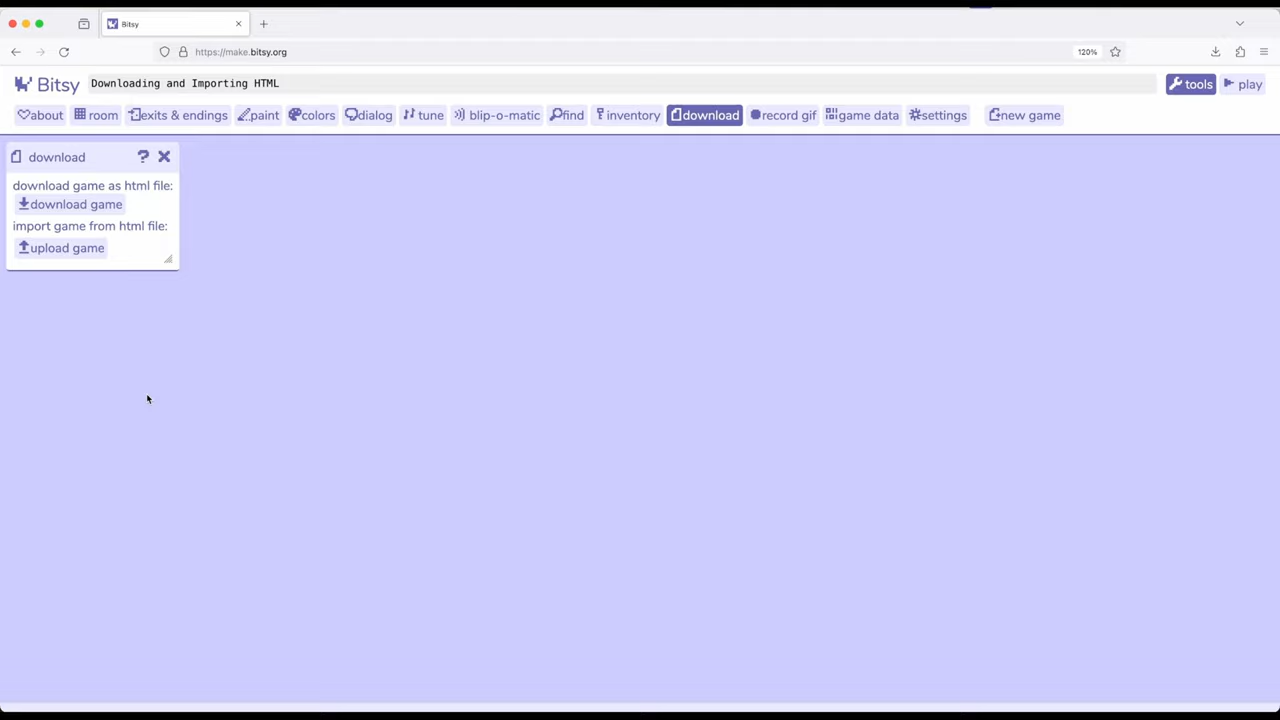 Bitsy
https://make.bitsy.org
120%
Bitsy
Downloading and Importing HTML
tools
play
about
room
exits & endings
paint
colors
dialog
tune
blip-o-matic
find
inventory
download
record gif
game data
settings
new game
download
?
download game as html file:
download game
import game from html file:
upload game